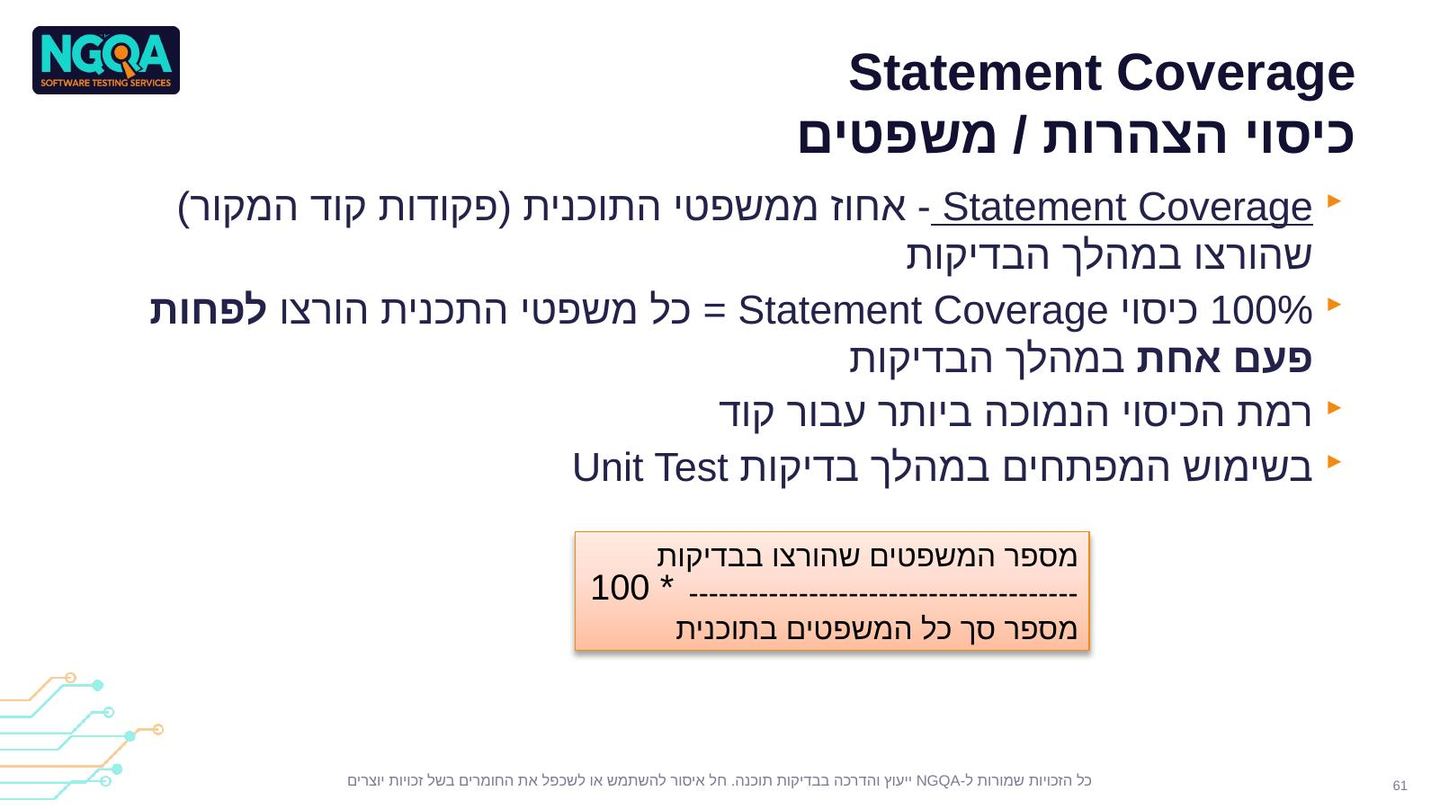 NGQA
SOFTWARE TESTING SERVICES
Statement Coverage
כיסוי הצהרות / משפטים
Statement Coverage - אחוז ממשפטי התוכנית (פקודות קוד המקור)
שהורצו במהלך הבדיקות
100% כיסוי Statement Coverage = כל משפטי התכנית הורצו לפחות
פעם אחת במהלך הבדיקות
רמת הכיסוי הנמוכה ביותר עבור קוד
בשימוש המפתחים במהלך בדיקות Unit Test
מספר המשפטים שהורצו בבדיקות
--------------------------------------- * 100
מספר סך כל המשפטים בתוכנית
כל הזכויות שמורות ל-NGQA ייעוץ והדרכה בבדיקות תוכנה. חל איסור להשתמש או לשכפל את החומרים בשל זכויות יוצרים
61